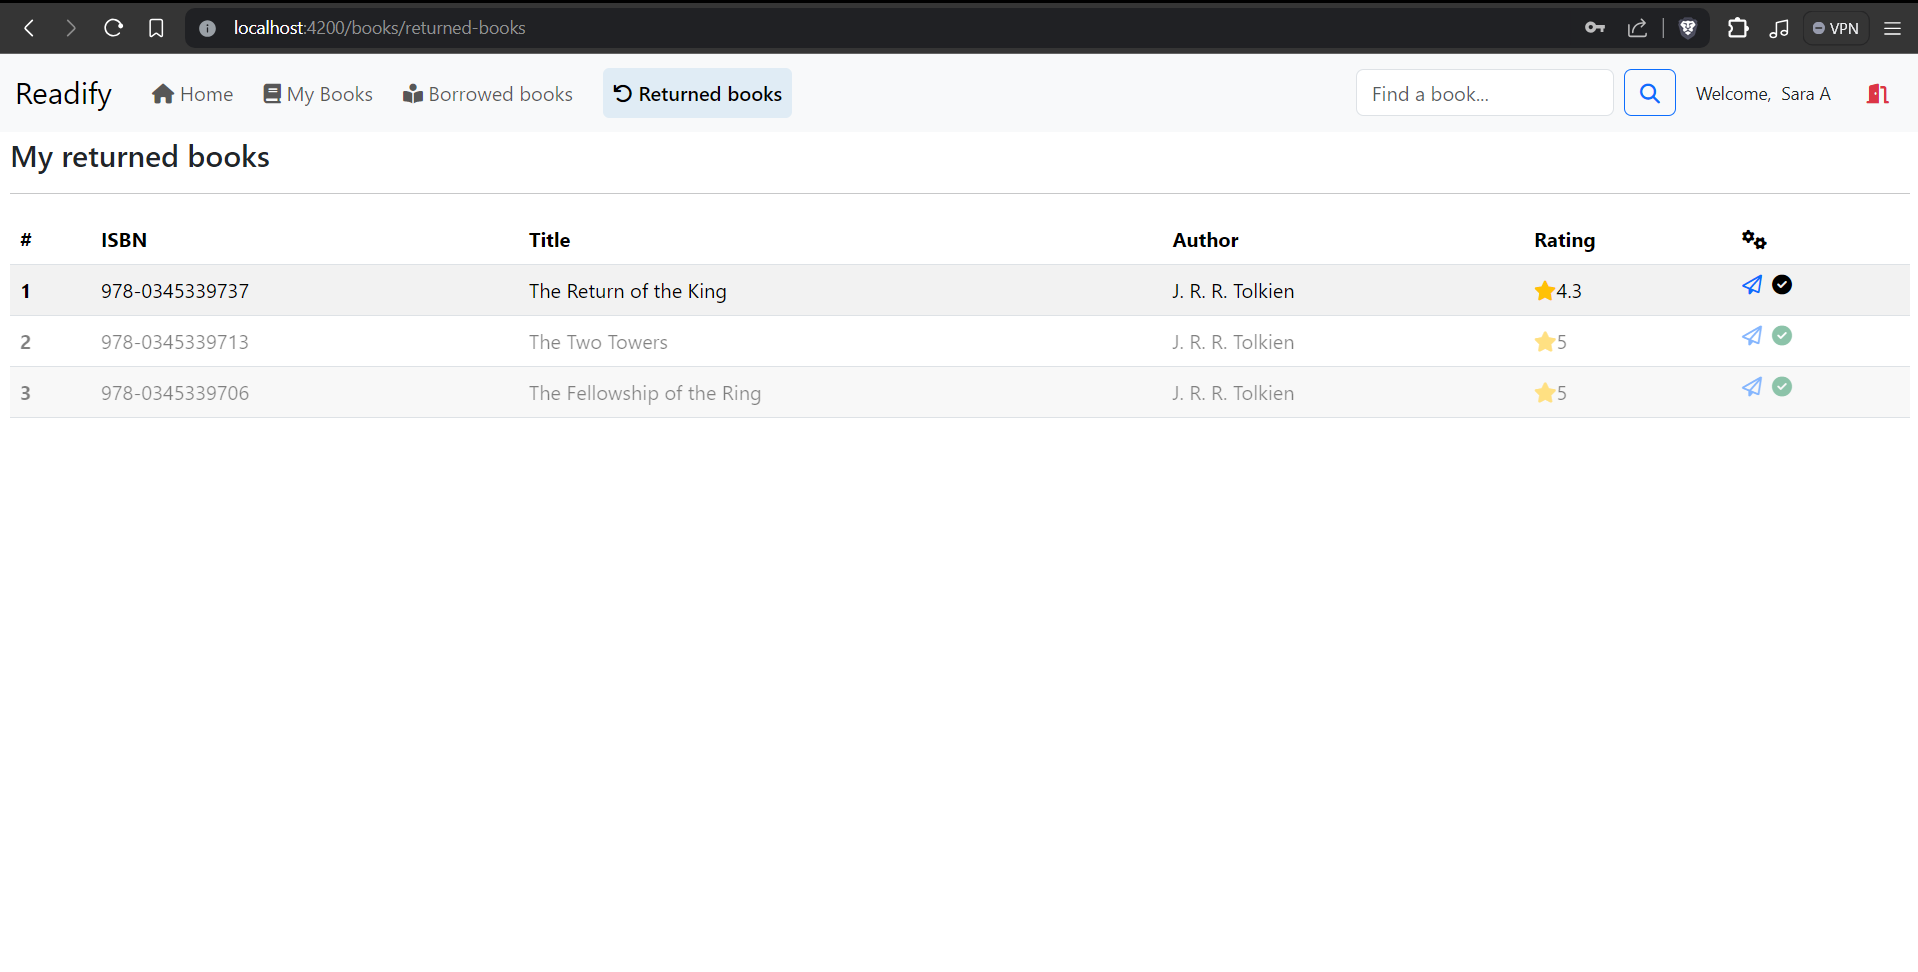 localhost:4200/books/returned-books VPN
Readify Home My Books Borrowed books Returned books Find a book... Welcome, Sara A
My returned books
# ISBN Title Author Rating
1 978-0345339737 The Return of the King J. R. R. Tolkien 4.3
2 978-0345339713 The Two Towers J. R. R. Tolkien 5
3 978-0345339706 The Fellowship of the Ring J. R. R. Tolkien 5